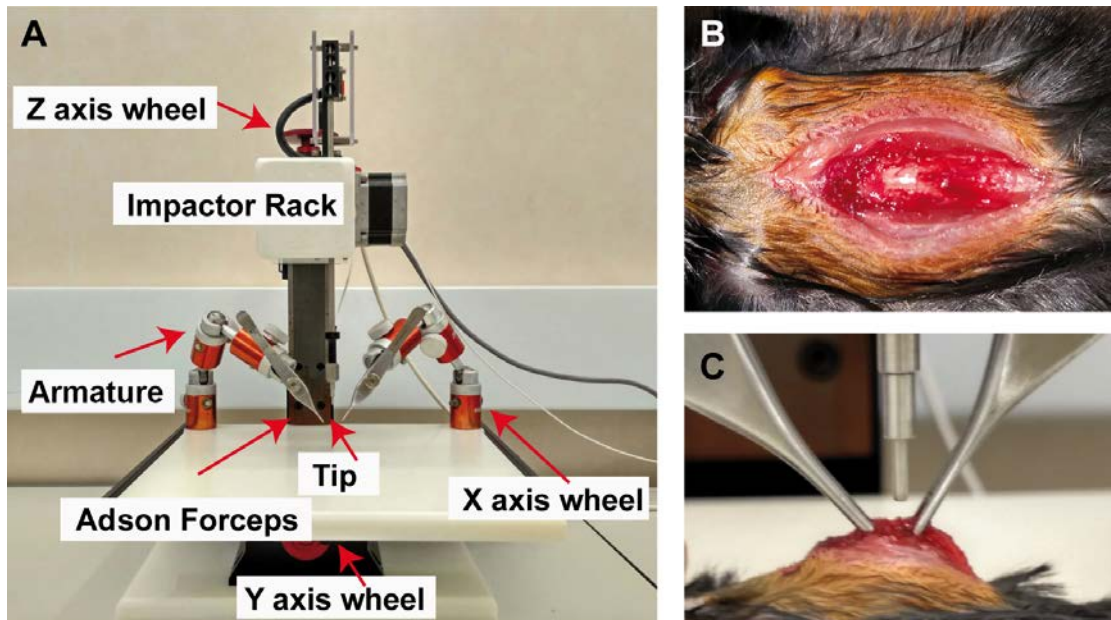 A
Z axis wheel
Impactor Rack
Armature
Tip
X axis wheel
Adson Forceps
Y axis wheel
B
C